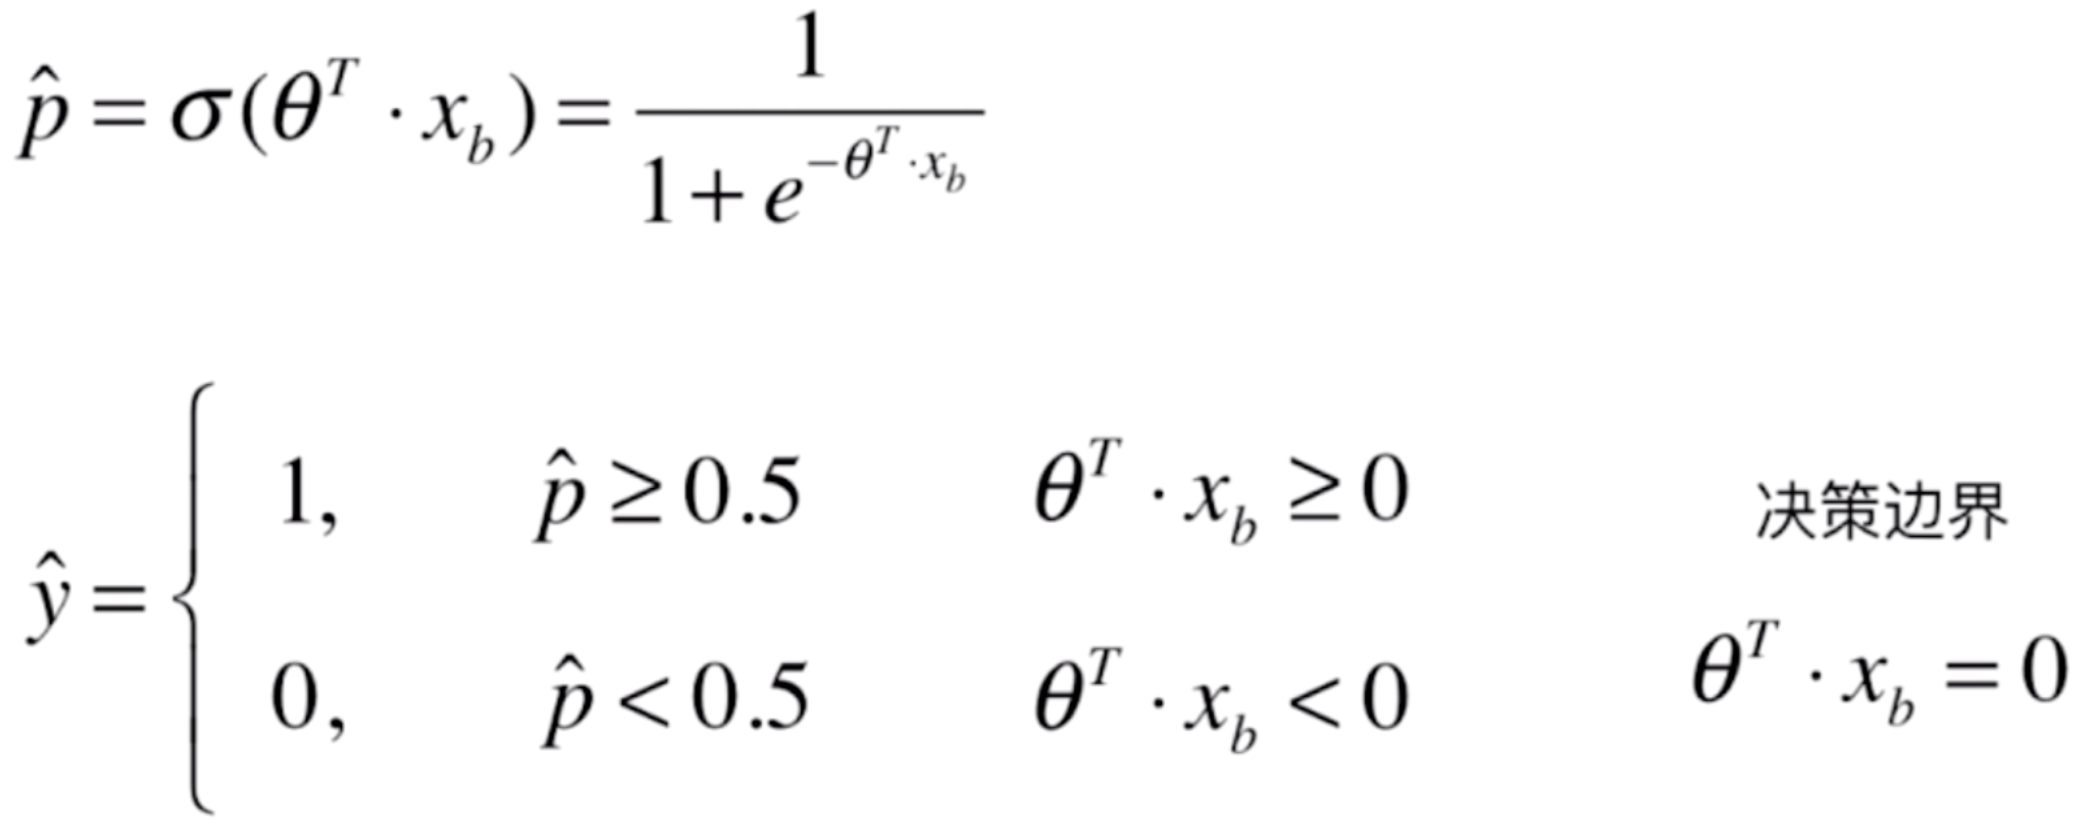 p̂ = σ(θ^T · x_b) = 1 / (1 + e^(−θ^T · x_b))
ŷ = {
1, p̂ ≥ 0.5 θ^T · x_b ≥ 0
0, p̂ < 0.5 θ^T · x_b < 0
决策边界
θ^T · x_b = 0